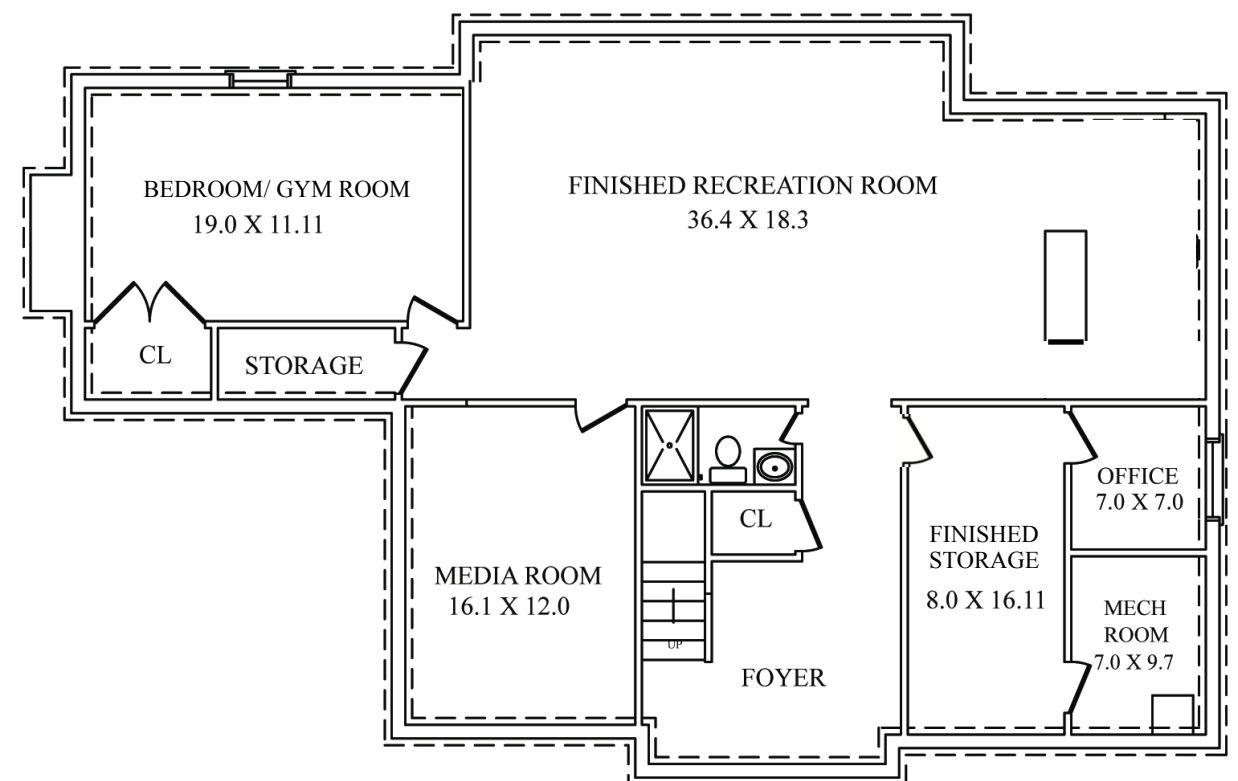 BEDROOM/ GYM ROOM
19.0 X 11.11
FINISHED RECREATION ROOM
36.4 X 18.3
CL
STORAGE
MEDIA ROOM
16.1 X 12.0
CL
UP
FOYER
FINISHED
STORAGE
8.0 X 16.11
OFFICE
7.0 X 7.0
MECH
ROOM
7.0 X 9.7